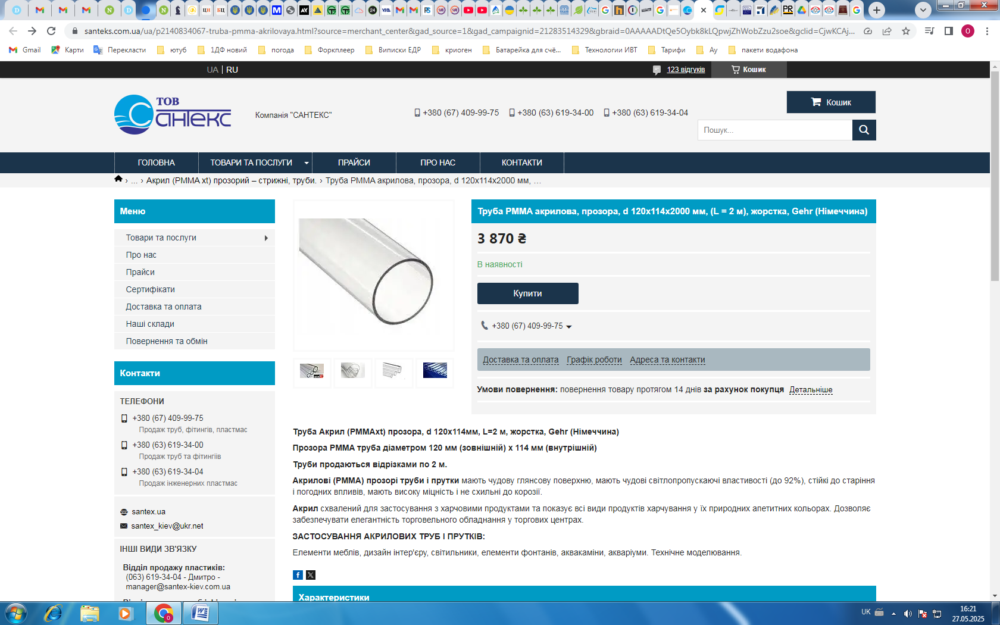 santeks.com.ua/ua/p2140834067-truba-pmma-akrilovaya.html?source=merchant_center&gad_source=1&gad_campaignid=21283514329&gbraid=0AAAAADtQe5Oybk8kLQpwjZhWobZzu2soe&gclid=CjwKCAj...
Gmail Карти Перекласти ютуб 1ДФ новий погода Форкплеер Виписки ЕДР криоген Батарейка для счё... Технологии ИВТ Тарифи Ау пакети водафона
UA | RU
123 відгуків
Кошик
ТОВ
Сантекс
Компанія "САНТЕКС"
+380 (67) 409-99-75 +380 (63) 619-34-00 +380 (63) 619-34-04
Кошик
Пошук...
ГОЛОВНА ТОВАРИ ТА ПОСЛУГИ ПРАЙСИ ПРО НАС КОНТАКТИ
› ... › Акрил (PMMA xt) прозорий – стрижні, труби. › Труба PMMA акрилова, прозора, d 120х114х2000 мм, ...
Меню
Товари та послуги
Про нас
Прайси
Сертифікати
Доставка та оплата
Наші склади
Повернення та обмін
Контакти
ТЕЛЕФОНИ
+380 (67) 409-99-75
Продаж труб, фітингів, пластмас
+380 (63) 619-34-00
Продаж труб та фітингіів
+380 (63) 619-34-04
Продаж інженерних пластмас
santex.ua
santex_kiev@ukr.net
ІНШІ ВИДИ ЗВ'ЯЗКУ
Відділ продажу пластиків:
(063) 619-34-04 - Дмитро -
manager@santex-kiev.com.ua
Труба PMMA акрилова, прозора, d 120х114х2000 мм, (L = 2 м), жорстка, Gehr (Німеччина)
3 870 ₴
В наявності
Купити
+380 (67) 409-99-75
Доставка та оплата Графік роботи Адреса та контакти
Умови повернення: повернення товару протягом 14 днів за рахунок покупця Детальніше
Труба Акрил (PMMAxt) прозора, d 120х114мм, L=2 м, жорстка, Gehr (Німеччина)
Прозора PMMA труба діаметром 120 мм (зовнішній) х 114 мм (внутрішній)
Труби продаються відрізками по 2 м.
Акрилові (PMMA) прозорі труби і прутки мають чудову глянсову поверхню, мають чудові світлопропускаючі властивості (до 92%), стійкі до старіння
і погодних впливів, мають високу міцність і не схильні до корозії.
Акрил схвалений для застосування з харчовими продуктами та показує всі види продуктів харчування у їх природних апетитних кольорах. Дозволяє
забезпечувати елегантність торговельного обладнання у торгових центрах.
ЗАСТОСУВАННЯ АКРИЛОВИХ ТРУБ І ПРУТКІВ:
Елементи меблів, дизайн інтер'єру, світильники, елементи фонтанів, аквакаміни, акваріуми. Технічне моделювання.
Характеристики
UK
16:21
27.05.2025